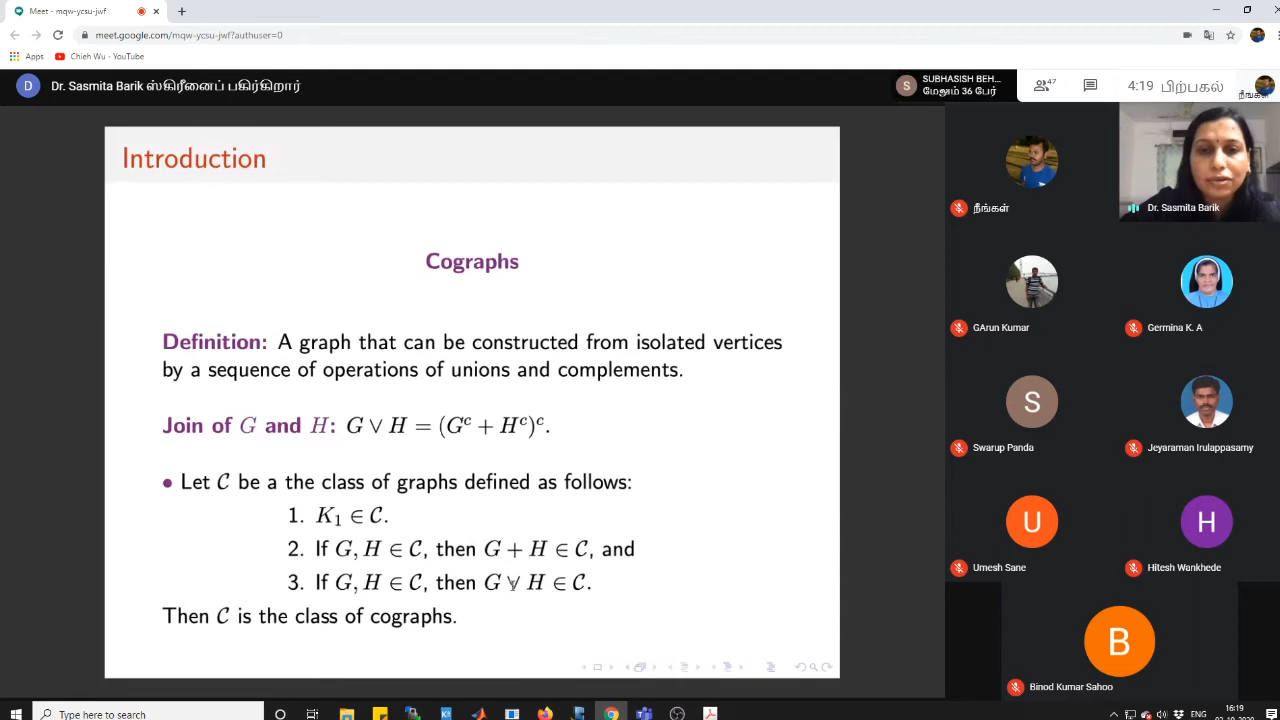 Meet - mqw-ycsu-jwf
meet.google.com/mqw-ycsu-jwf?authuser=0
Apps Chieh Wu - YouTube
D Dr. Sasmita Barik ஸ்கிரீனைப் பகிர்கிறார்
S SUBHASISH BEH...
மேலும் 36 பேர்
47
4:19 பிற்பகல்
நீங்கள்
Introduction
Cographs
Definition: A graph that can be constructed from isolated vertices
by a sequence of operations of unions and complements.
Join of G and H: G ∨ H = (Gᶜ + Hᶜ)ᶜ.
• Let 𝒞 be a the class of graphs defined as follows:
1. K₁ ∈ 𝒞.
2. If G, H ∈ 𝒞, then G + H ∈ 𝒞, and
3. If G, H ∈ 𝒞, then G ∨ H ∈ 𝒞.
Then 𝒞 is the class of cographs.
நீங்கள்
Dr. Sasmita Barik
GArun Kumar
Germina K. A
S
Swarup Panda
Jeyaraman Irulappasamy
U
Umesh Sane
H
Hitesh Wankhede
B
Binod Kumar Sahoo
Type here to search
ENG
16:19